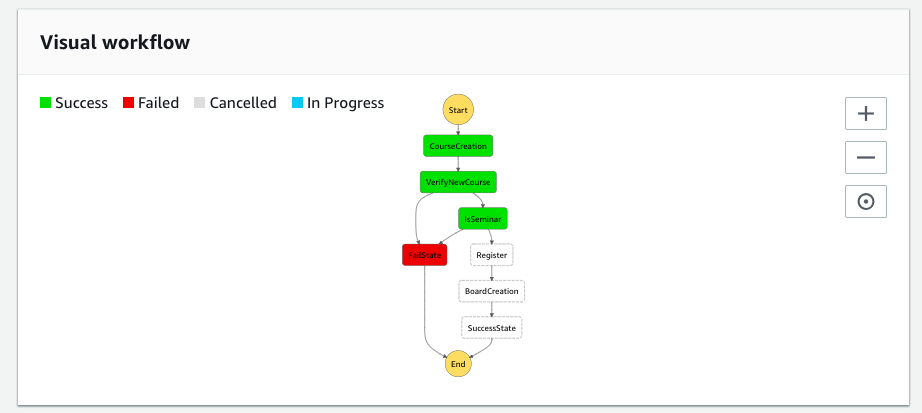 Visual workflow
Success Failed Cancelled In Progress
Start
CourseCreation
VerifyNewCourse
IsSeminar
FailState Register
BoardCreation
SuccessState
End